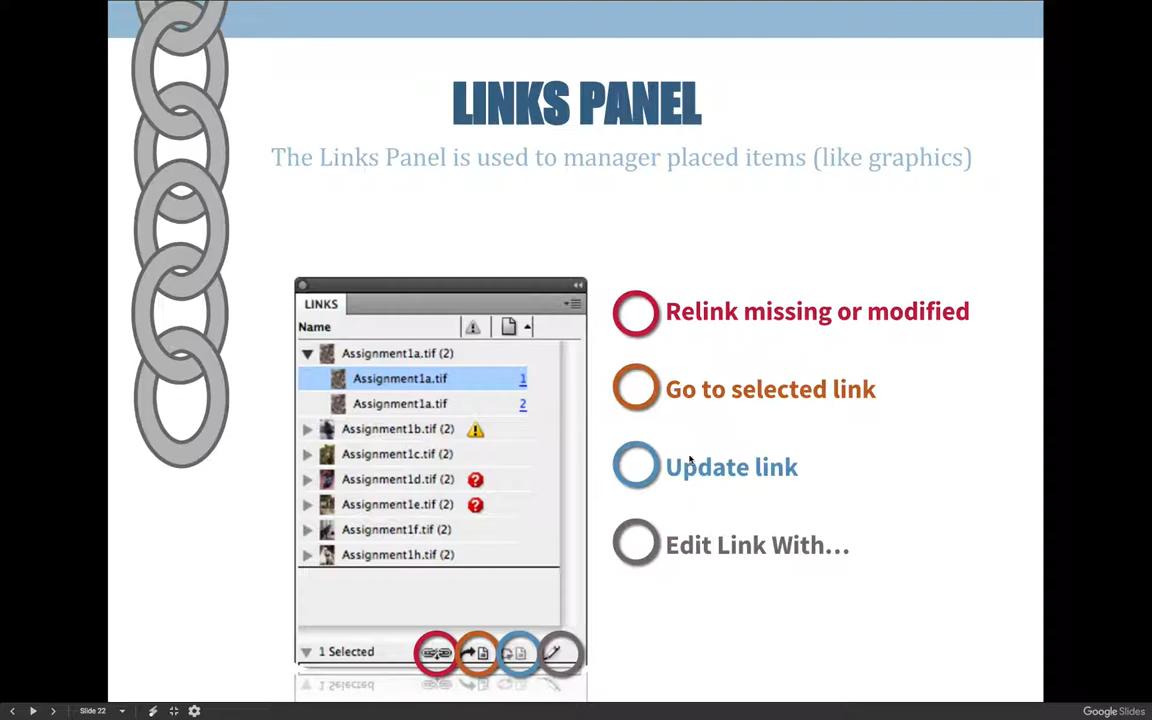 LINKS PANEL
The Links Panel is used to manager placed items (like graphics)
LINKS
Name
Assignment1a.tif (2)
Assignment1a.tif 1
Assignment1a.tif 2
Assignment1b.tif (2)
Assignment1c.tif (2)
Assignment1d.tif (2)
Assignment1e.tif (2)
Assignment1f.tif (2)
Assignment1h.tif (2)
1 Selected
Relink missing or modified
Go to selected link
Update link
Edit Link With...
1 Selected
Slide 22
Google Slides